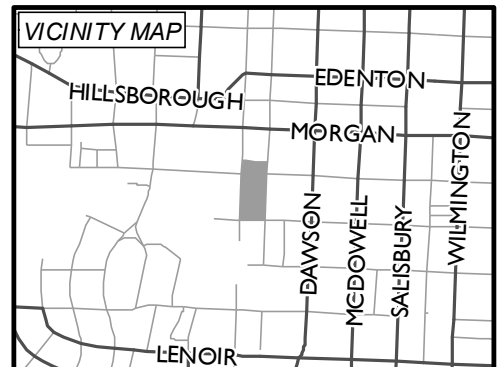 VICINITY MAP
EDENTON
HILLSBOROUGH
MORGAN
WILMINGTON
DAWSON
MCDOWELL
SALISBURY
LENOIR